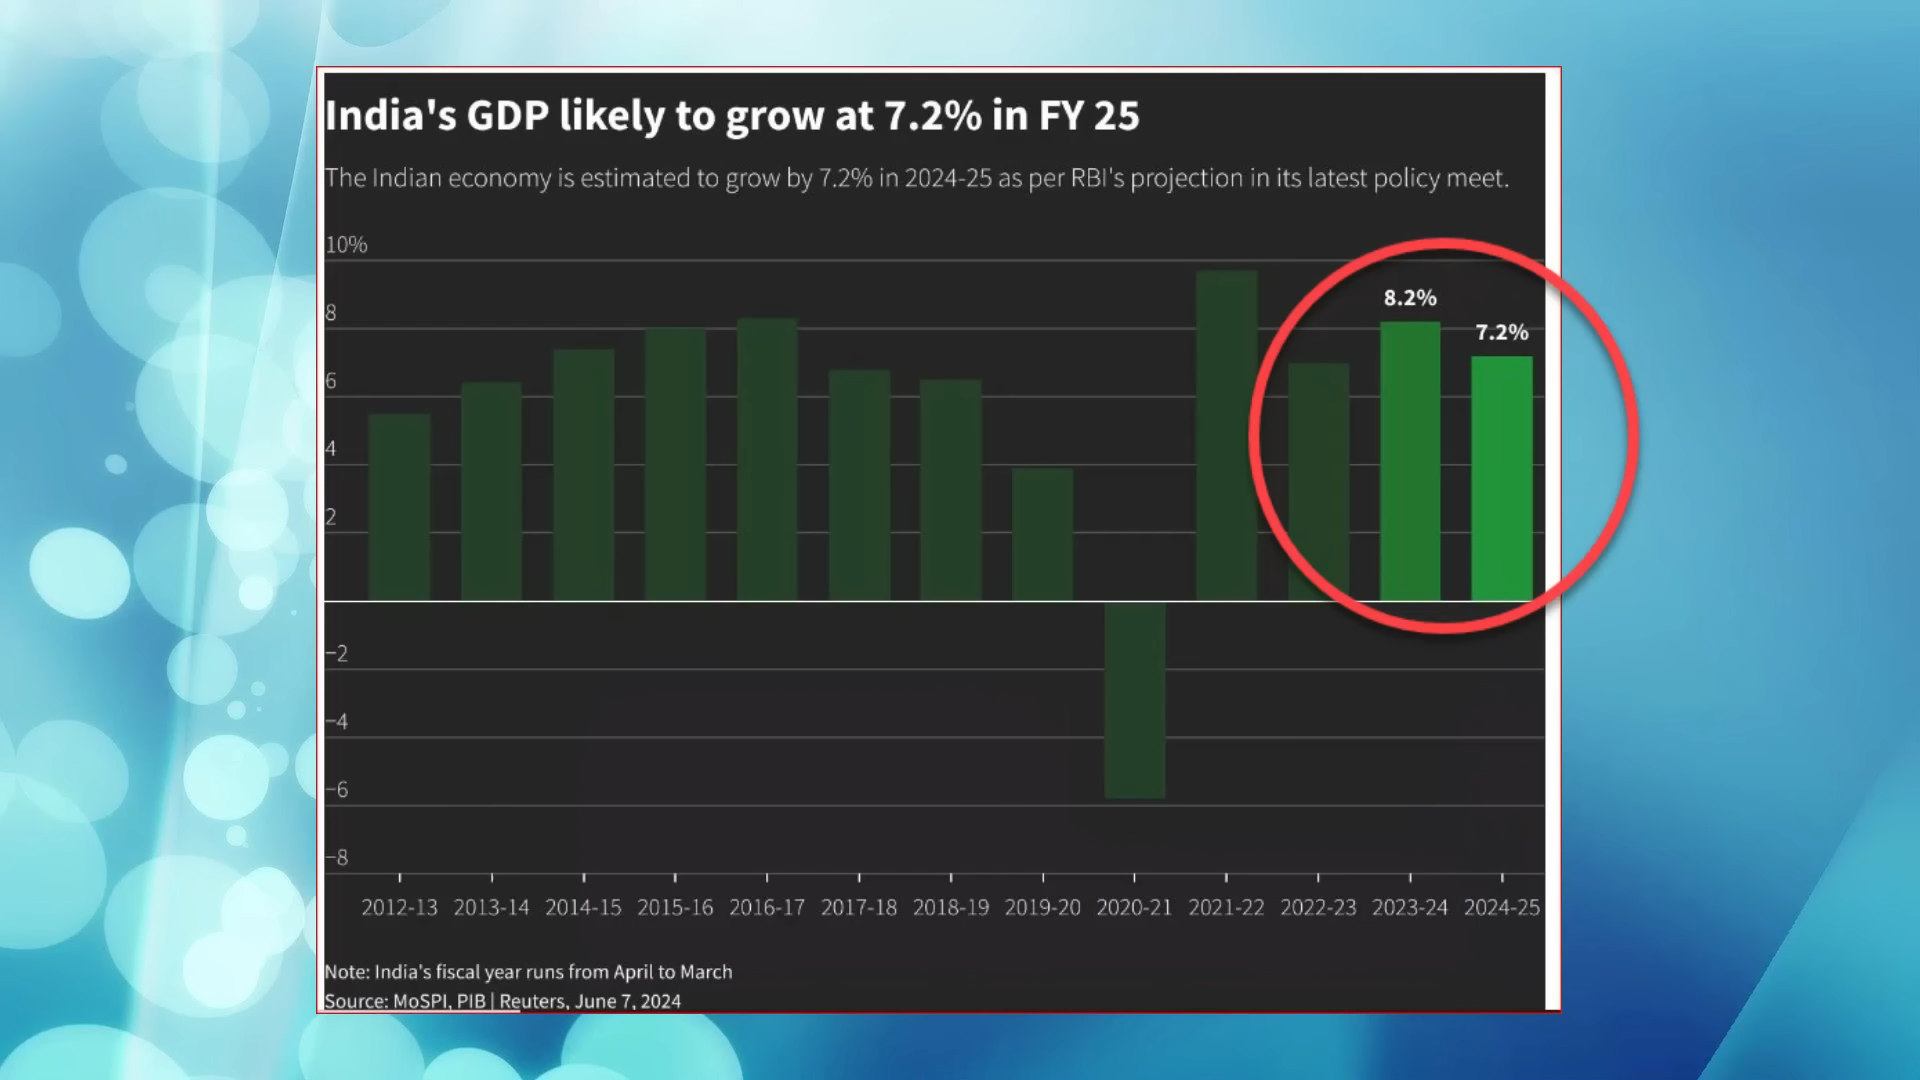 India's GDP likely to grow at 7.2% in FY 25
The Indian economy is estimated to grow by 7.2% in 2024-25 as per RBI's projection in its latest policy meet.
10%
8
6
4
2
−2
−4
−6
−8
8.2%
7.2%
2012-13 2013-14 2014-15 2015-16 2016-17 2017-18 2018-19 2019-20 2020-21 2021-22 2022-23 2023-24 2024-25
Note: India's fiscal year runs from April to March
Source: MoSPI, PIB | Reuters, June 7, 2024